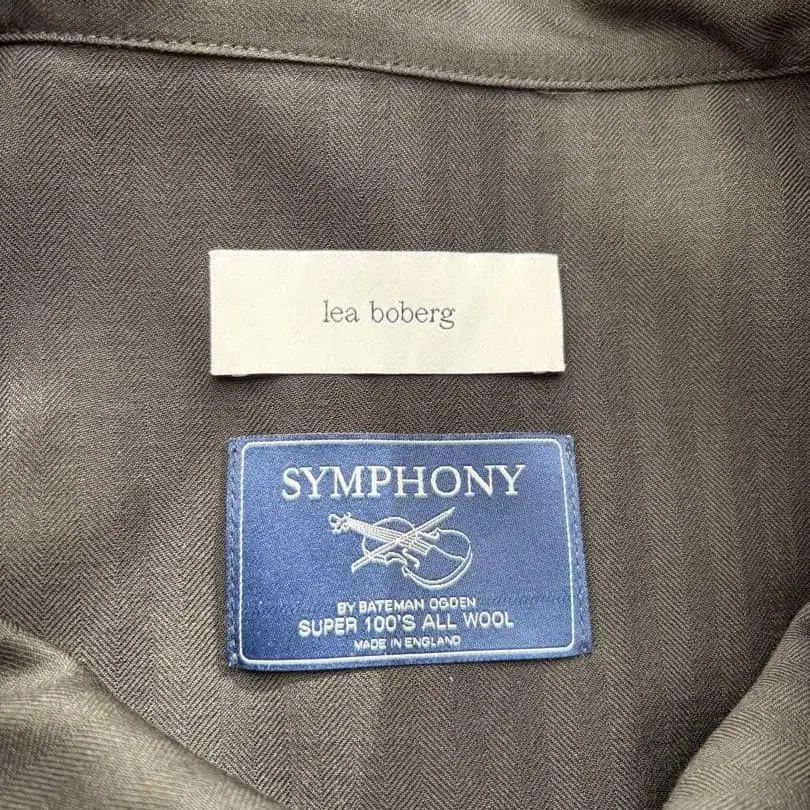 lea boberg
SYMPHONY
BY BATEMAN OGDEN
SUPER 100'S ALL WOOL
MADE IN ENGLAND